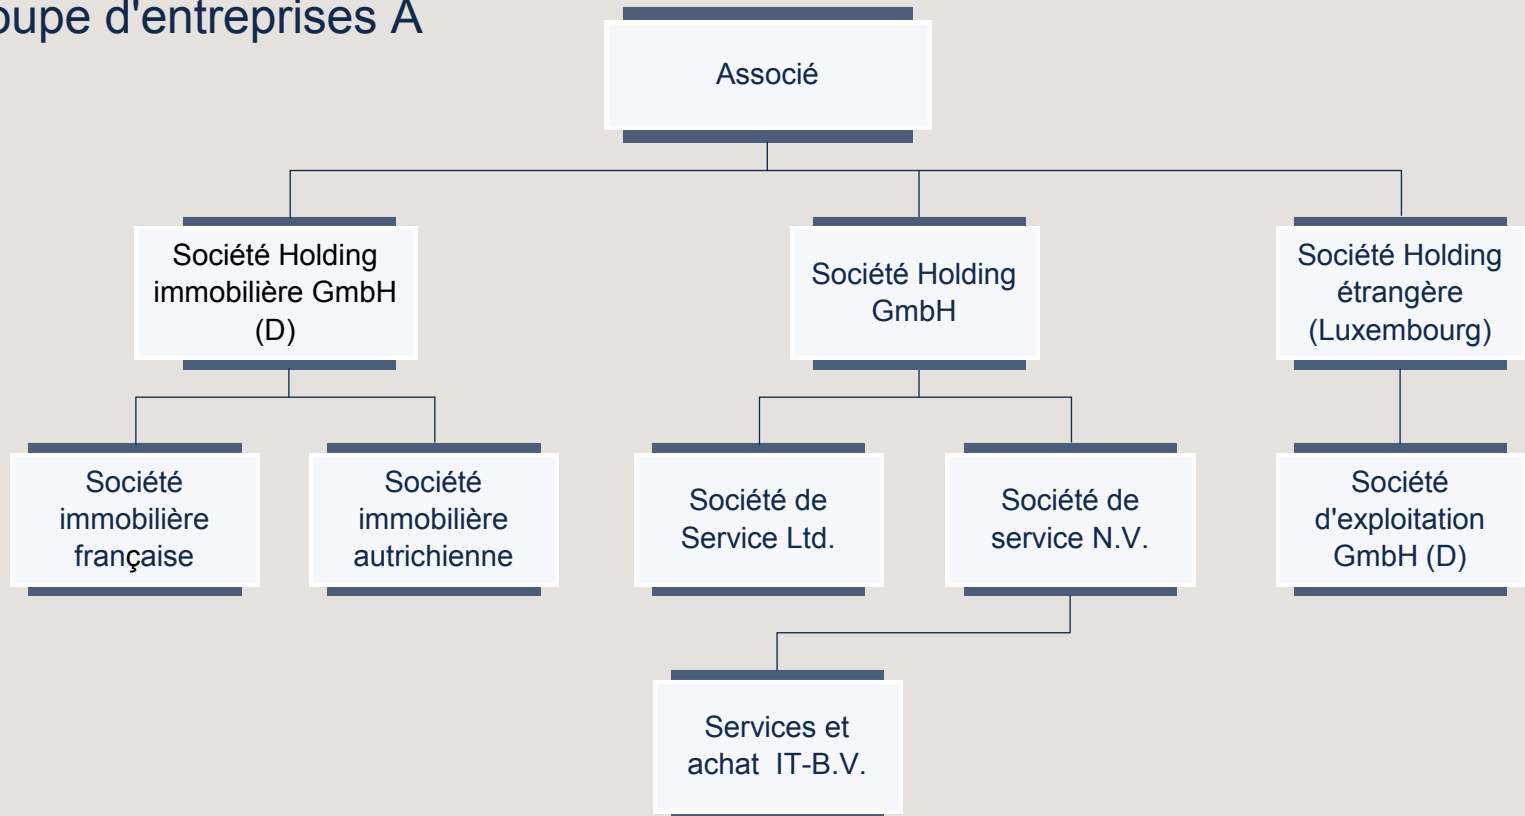 oupe d'entreprises A
Associé
Société Holding
immobilière GmbH
(D)
Société Holding
GmbH
Société Holding
étrangère
(Luxembourg)
Société
immobilière
française
Société
immobilière
autrichienne
Société de
Service Ltd.
Société de
service N.V.
Société
d'exploitation
GmbH (D)
Services et
achat IT-B.V.